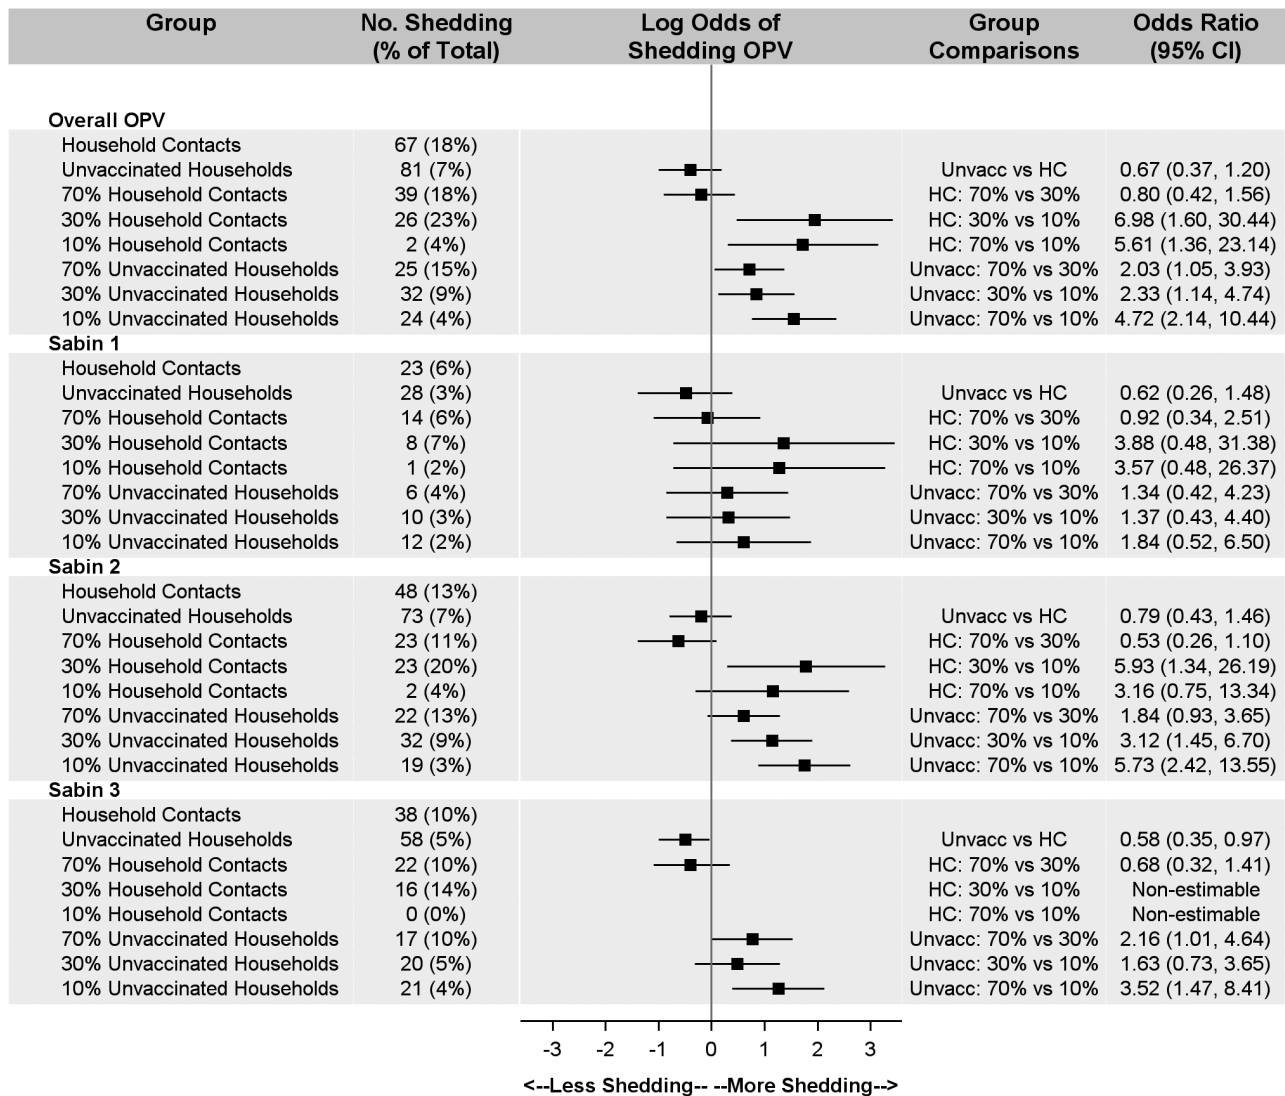 Group No. Shedding Log Odds of Group Odds Ratio
(% of Total) Shedding OPV Comparisons (95% CI)
Overall OPV
Household Contacts 67 (18%)
Unvaccinated Households 81 (7%) Unvacc vs HC 0.67 (0.37, 1.20)
70% Household Contacts 39 (18%) HC: 70% vs 30% 0.80 (0.42, 1.56)
30% Household Contacts 26 (23%) HC: 30% vs 10% 6.98 (1.60, 30.44)
10% Household Contacts 2 (4%) HC: 70% vs 10% 5.61 (1.36, 23.14)
70% Unvaccinated Households 25 (15%) Unvacc: 70% vs 30% 2.03 (1.05, 3.93)
30% Unvaccinated Households 32 (9%) Unvacc: 30% vs 10% 2.33 (1.14, 4.74)
10% Unvaccinated Households 24 (4%) Unvacc: 70% vs 10% 4.72 (2.14, 10.44)
Sabin 1
Household Contacts 23 (6%)
Unvaccinated Households 28 (3%) Unvacc vs HC 0.62 (0.26, 1.48)
70% Household Contacts 14 (6%) HC: 70% vs 30% 0.92 (0.34, 2.51)
30% Household Contacts 8 (7%) HC: 30% vs 10% 3.88 (0.48, 31.38)
10% Household Contacts 1 (2%) HC: 70% vs 10% 3.57 (0.48, 26.37)
70% Unvaccinated Households 6 (4%) Unvacc: 70% vs 30% 1.34 (0.42, 4.23)
30% Unvaccinated Households 10 (3%) Unvacc: 30% vs 10% 1.37 (0.43, 4.40)
10% Unvaccinated Households 12 (2%) Unvacc: 70% vs 10% 1.84 (0.52, 6.50)
Sabin 2
Household Contacts 48 (13%)
Unvaccinated Households 73 (7%) Unvacc vs HC 0.79 (0.43, 1.46)
70% Household Contacts 23 (11%) HC: 70% vs 30% 0.53 (0.26, 1.10)
30% Household Contacts 23 (20%) HC: 30% vs 10% 5.93 (1.34, 26.19)
10% Household Contacts 2 (4%) HC: 70% vs 10% 3.16 (0.75, 13.34)
70% Unvaccinated Households 22 (13%) Unvacc: 70% vs 30% 1.84 (0.93, 3.65)
30% Unvaccinated Households 32 (9%) Unvacc: 30% vs 10% 3.12 (1.45, 6.70)
10% Unvaccinated Households 19 (3%) Unvacc: 70% vs 10% 5.73 (2.42, 13.55)
Sabin 3
Household Contacts 38 (10%)
Unvaccinated Households 58 (5%) Unvacc vs HC 0.58 (0.35, 0.97)
70% Household Contacts 22 (10%) HC: 70% vs 30% 0.68 (0.32, 1.41)
30% Household Contacts 16 (14%) HC: 30% vs 10% Non-estimable
10% Household Contacts 0 (0%) HC: 70% vs 10% Non-estimable
70% Unvaccinated Households 17 (10%) Unvacc: 70% vs 30% 2.16 (1.01, 4.64)
30% Unvaccinated Households 20 (5%) Unvacc: 30% vs 10% 1.63 (0.73, 3.65)
10% Unvaccinated Households 21 (4%) Unvacc: 70% vs 10% 3.52 (1.47, 8.41)
-3 -2 -1 0 1 2 3
<--Less Shedding-- --More Shedding-->